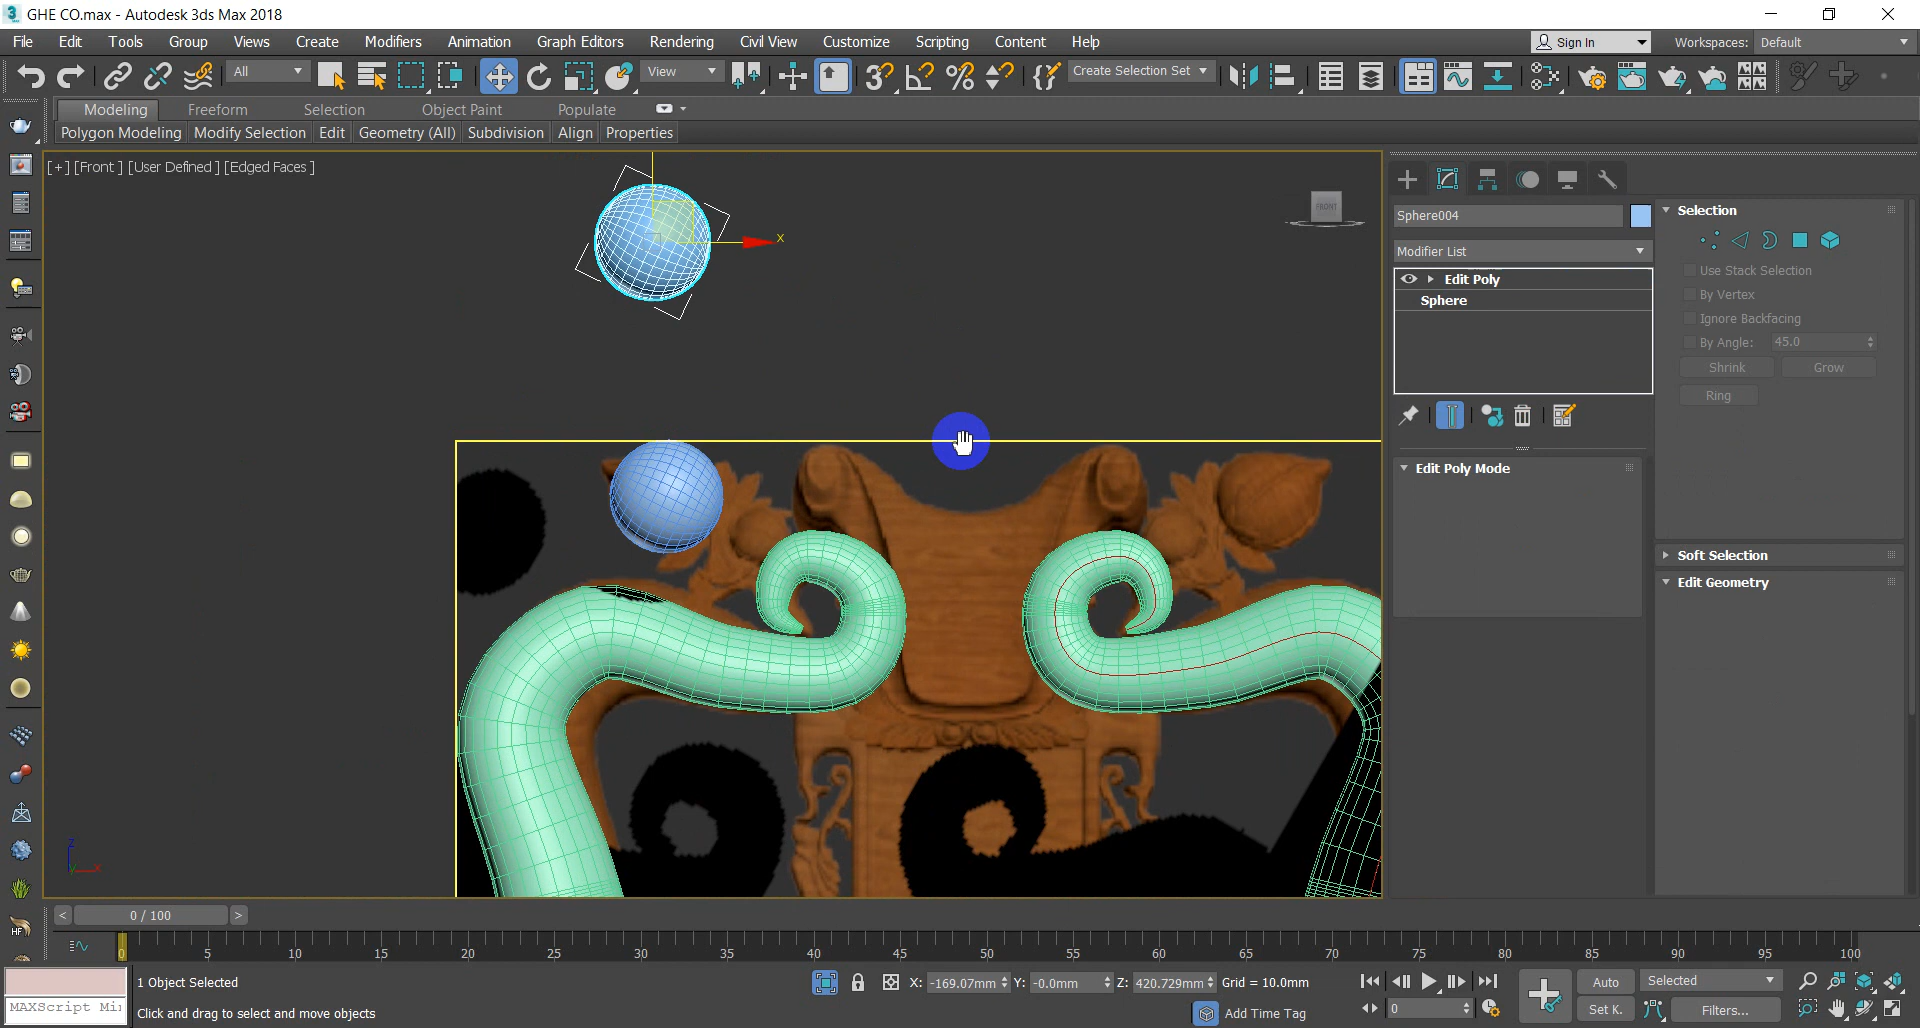 GHE CO.max - Autodesk 3ds Max 2018
File Edit Tools Group Views Create Modifiers Animation Graph Editors Rendering Civil View Customize Scripting Content Help
Sign In
Workspaces: Default
All
View
Create Selection Set
Modeling Freeform Selection Object Paint Populate
Polygon Modeling Modify Selection Edit Geometry (All) Subdivision Align Properties
[+] [Front ] [User Defined ] [Edged Faces ]
x
FRONT
Sphere004
Modifier List
Edit Poly
Sphere
Edit Poly Mode
Selection
Use Stack Selection
By Vertex
Ignore Backfacing
By Angle: 45.0
Shrink Grow
Ring
Soft Selection
Edit Geometry
z
x
HF
< 0 / 100 >
0 5 10 15 20 25 30 35 40 45 50 55 60 65 70 75 80 85 90 95 100
1 Object Selected
X: -169.07mm Y: -0.0mm Z: 420.729mm Grid = 10.0mm
Auto Selected
MAXScript Mi
Click and drag to select and move objects
Add Time Tag
0
Set K. Filters...